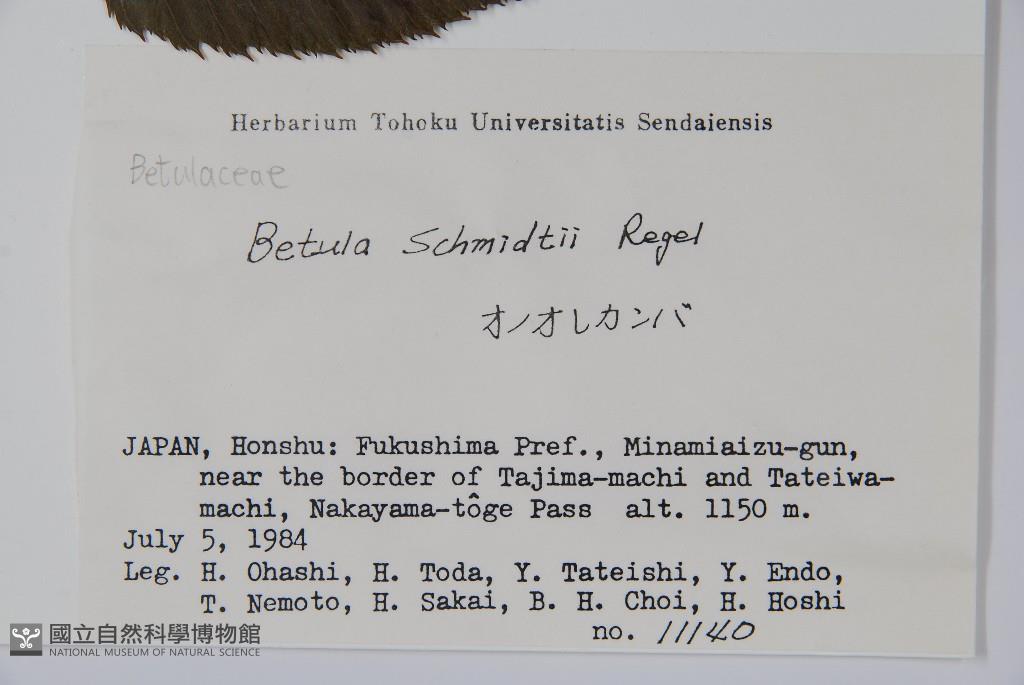 Herbarium Tohoku Universitatis Sendaiensis
Betulaceae
Betula Schmidtii Regel
オノオレカンバ
JAPAN, Honshu: Fukushima Pref., Minamiaizu-gun,
near the border of Tajima-machi and Tateiwa-
machi, Nakayama-tôge Pass alt. 1150 m.
July 5, 1984
Leg. H. Ohashi, H. Toda, Y. Tateishi, Y. Endo,
T. Nemoto, H. Sakai, B. H. Choi, H. Hoshi
no. 11140
國立自然科學博物館
NATIONAL MUSEUM OF NATURAL SCIENCE